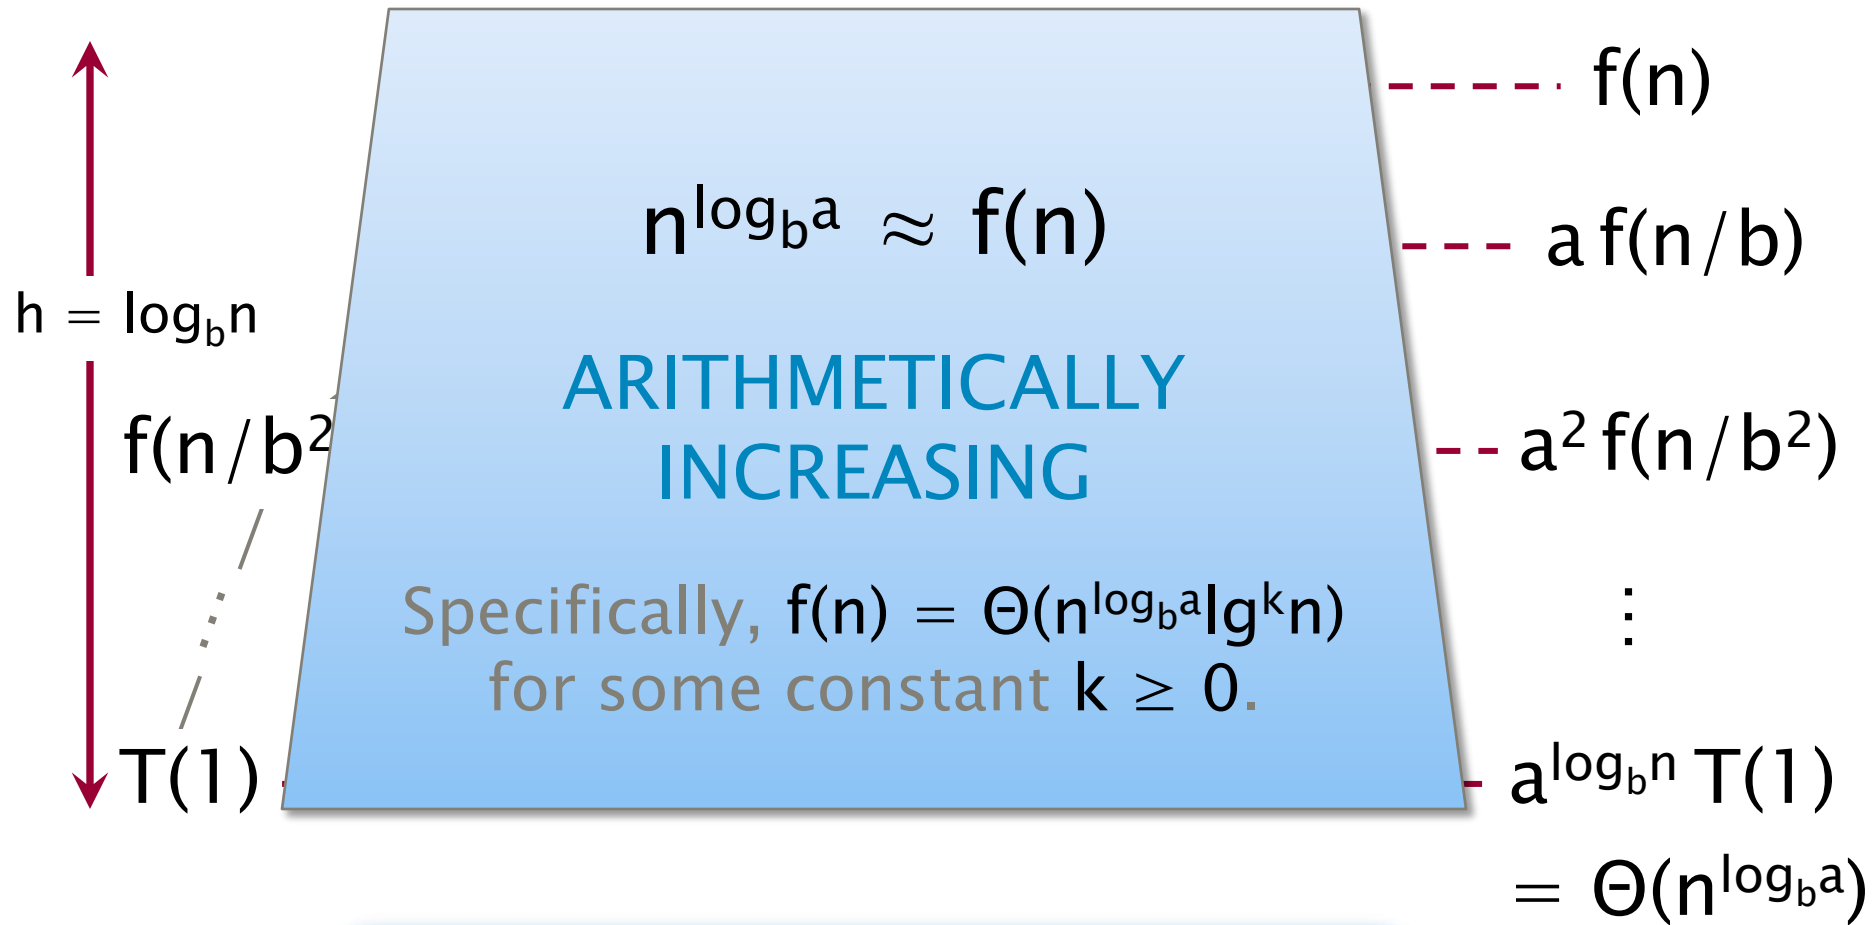 f(n)
n^{log_b a} ≈ f(n)
a f(n/b)
h = log_b n
ARITHMETICALLY
INCREASING
f(n/b²
a² f(n/b²)
Specifically, f(n) = Θ(n^{log_b a} lg^k n)
⋮
for some constant k ≥ 0.
T(1)
a^{log_b n} T(1)
= Θ(n^{log_b a})